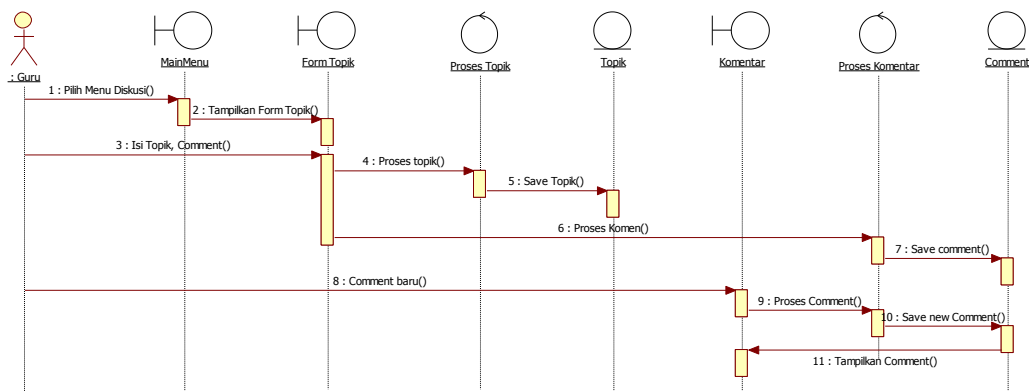 : Guru
MainMenu
Form Topik
Proses Topik
Topik
Komentar
Proses Komentar
Comment
1 : Pilih Menu Diskusi()
2 : Tampilkan Form Topik()
3 : Isi Topik, Comment()
4 : Proses topik()
5 : Save Topik()
6 : Proses Komen()
7 : Save comment()
8 : Comment baru()
9 : Proses Comment()
10 : Save new Comment()
11 : Tampilkan Comment()